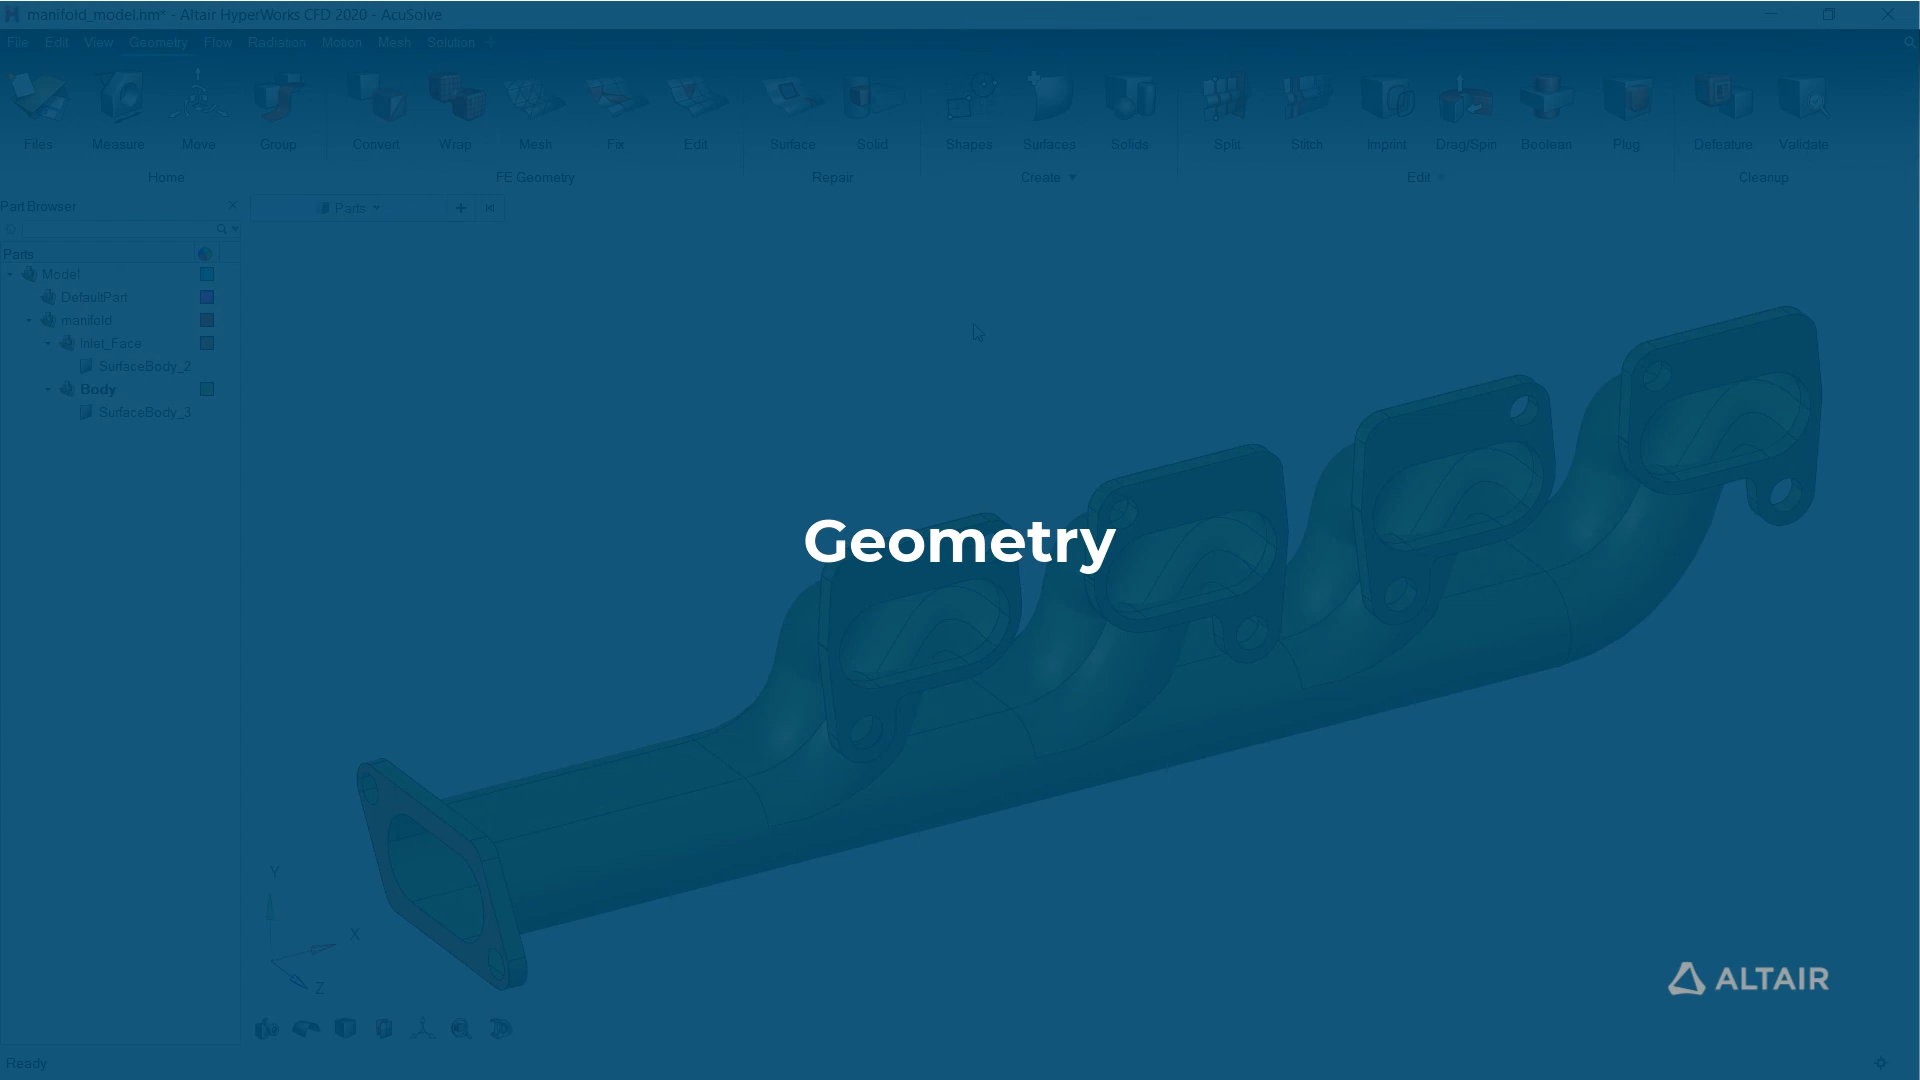 manifold_model.hm* - Altair HyperWorks CFD 2020 - AcuSolve
File Edit View Geometry Flow Radiation Motion Mesh Solution
Files Measure Move Group Convert Wrap Mesh Fix Edit Surface Solid Shapes Surfaces Solids Split Stitch Imprint Drag/Spin Boolean Plug Defeature Validate
Home FE Geometry Repair Create Edit Cleanup
Part Browser
Parts
Parts
Model
DefaultPart
manifold
Inlet_Face
SurfaceBody_2
Body
SurfaceBody_3
Geometry
Y
X
Z
ALTAIR
Ready